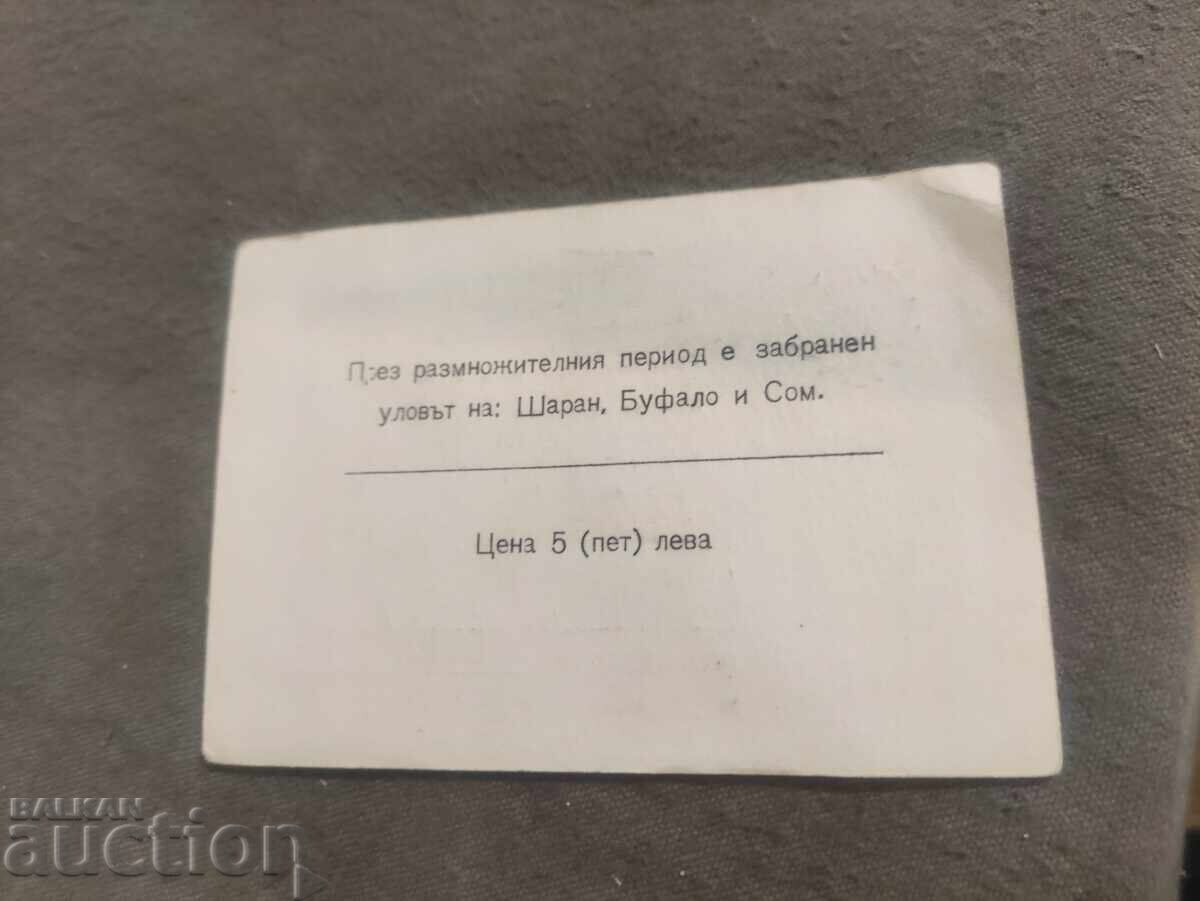 През размножителния период е забранен
уловът на: Шаран, Буфало и Сом.
Цена 5 (пет) лева
BALKAN
auction